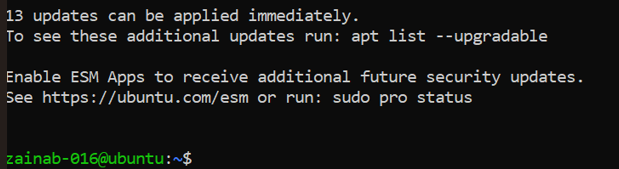 13 updates can be applied immediately.
To see these additional updates run: apt list --upgradable
Enable ESM Apps to receive additional future security updates.
See https://ubuntu.com/esm or run: sudo pro status
zainab-016@ubuntu:~$